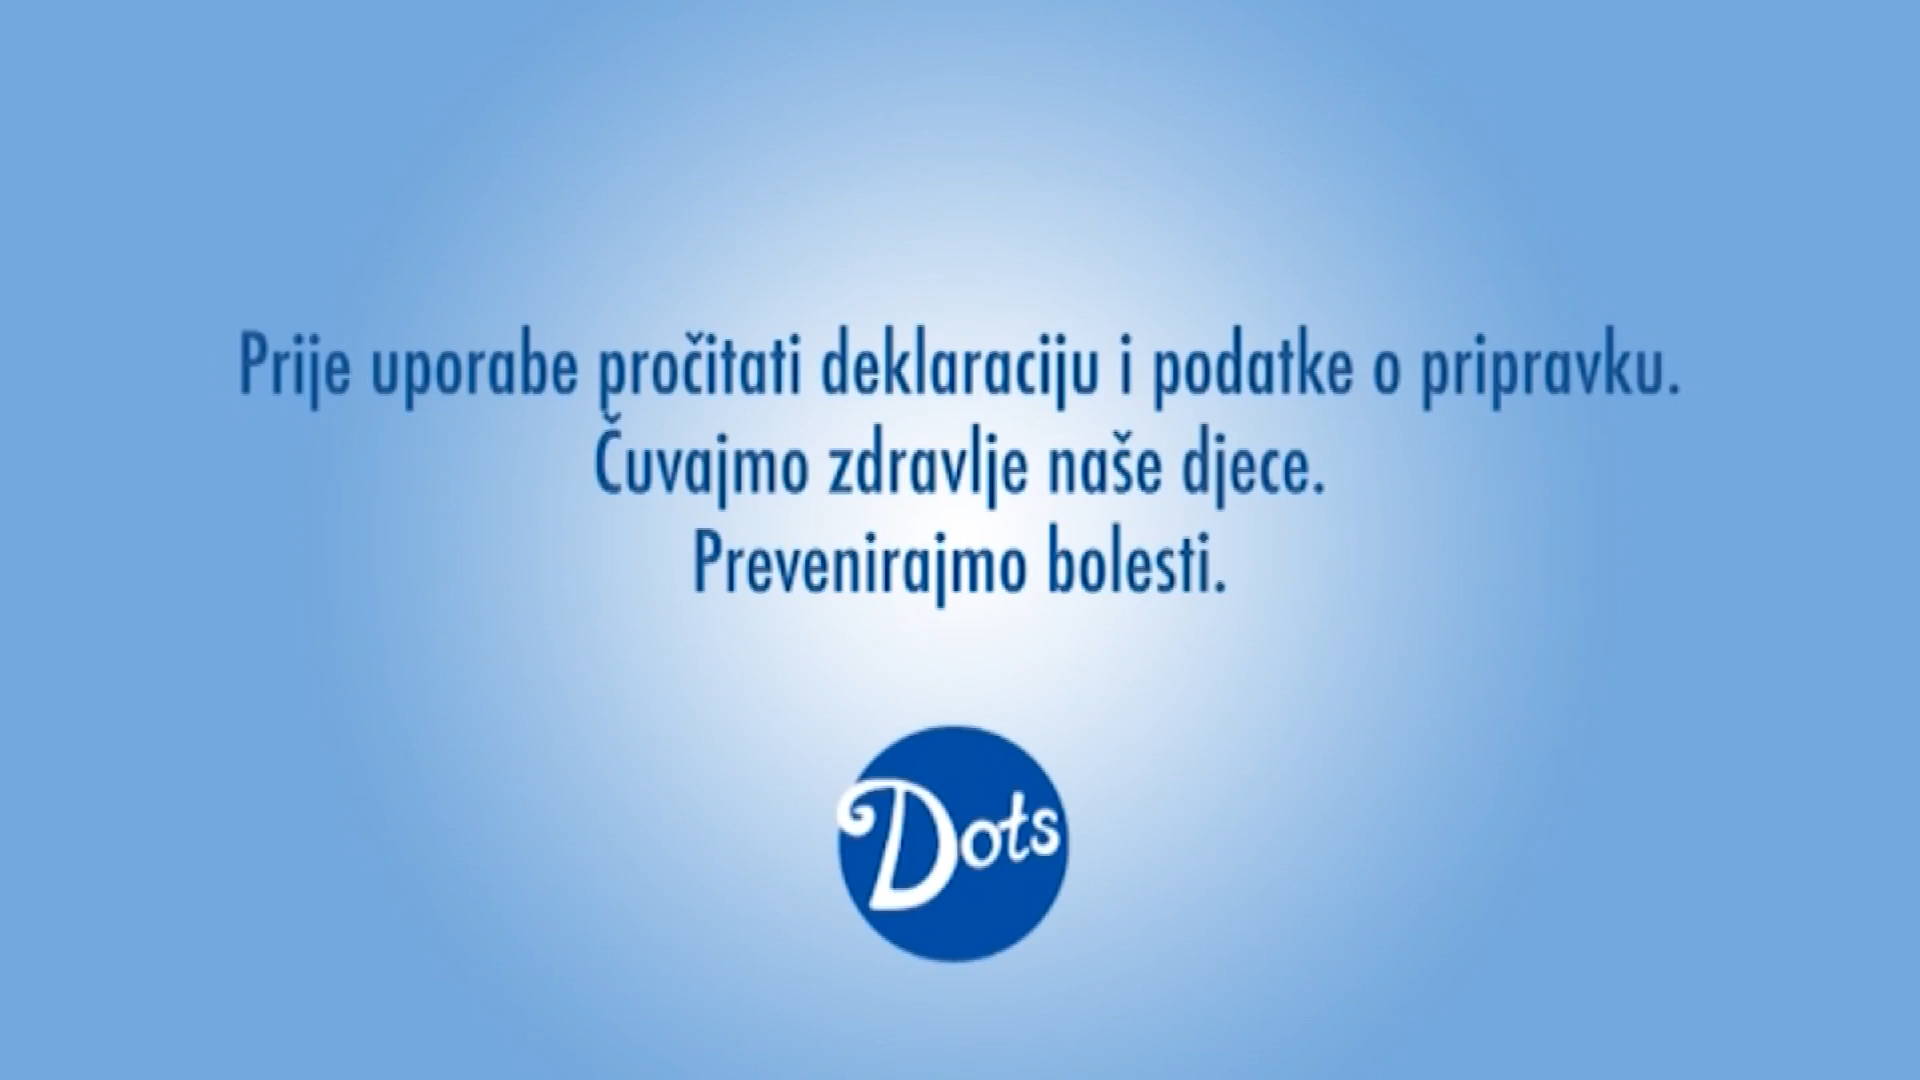 Prije uporabe pročitati deklaraciju i podatke o pripravku.
Čuvajmo zdravlje naše djece.
Prevenirajmo bolesti.
Dots